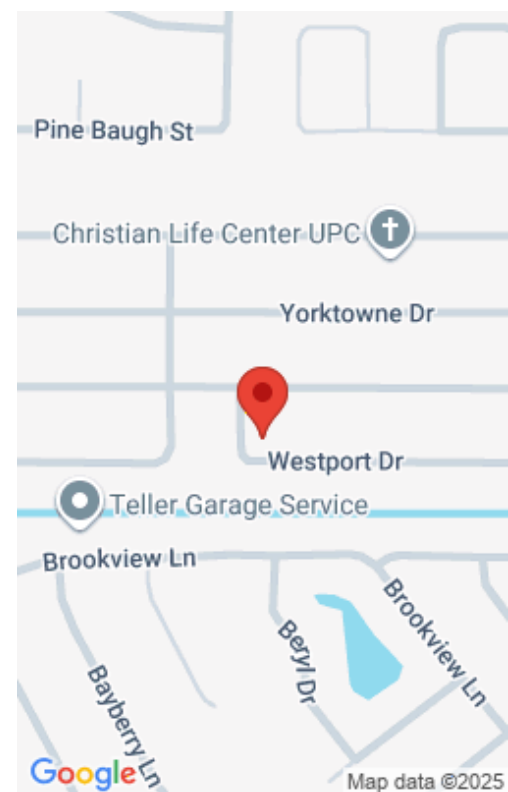 Pine Baugh St
Christian Life Center UPC
Yorktowne Dr
Westport Dr
Teller Garage Service
Brookview Ln
Brookview Ln
Beryl Dr
Bayberry Ln
Google
Map data ©2025